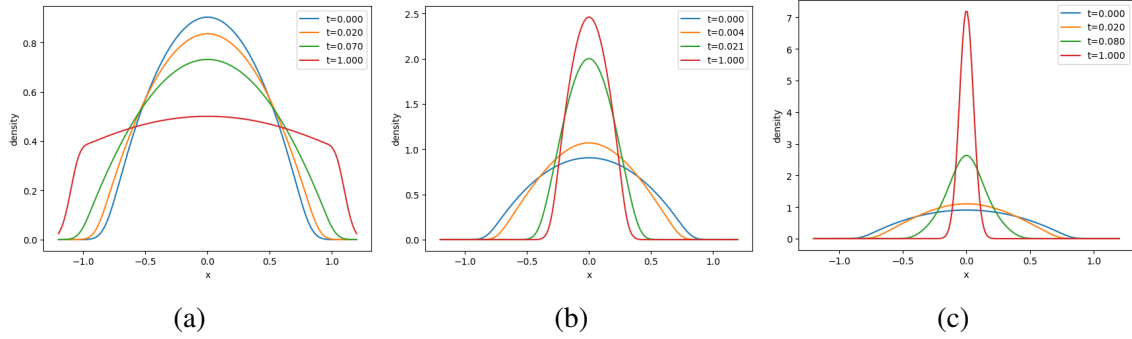 t=0.000
t=0.020
t=0.070
t=1.000
density
0.8
0.6
0.4
0.2
0.0
−1.0 −0.5 0.0 0.5 1.0
x
(a)
t=0.000
t=0.004
t=0.021
t=1.000
density
2.5
2.0
1.5
1.0
0.5
0.0
−1.0 −0.5 0.0 0.5 1.0
x
(b)
t=0.000
t=0.020
t=0.080
t=1.000
density
7
6
5
4
3
2
1
0
−1.0 −0.5 0.0 0.5 1.0
x
(c)